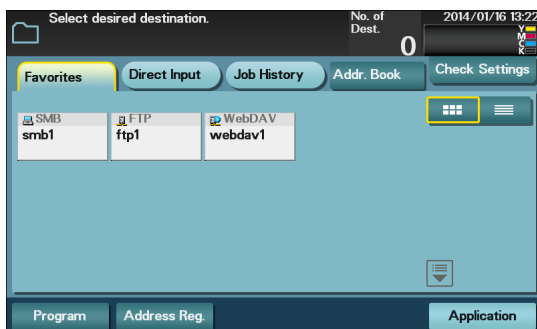 Select desired destination.
No. of
Dest.
0
2014/01/16 13:22
Y
M
C
K
Favorites
Direct Input
Job History
Addr. Book
Check Settings
SMB
smb1
FTP
ftp1
WebDAV
webdav1
Program
Address Reg.
Application